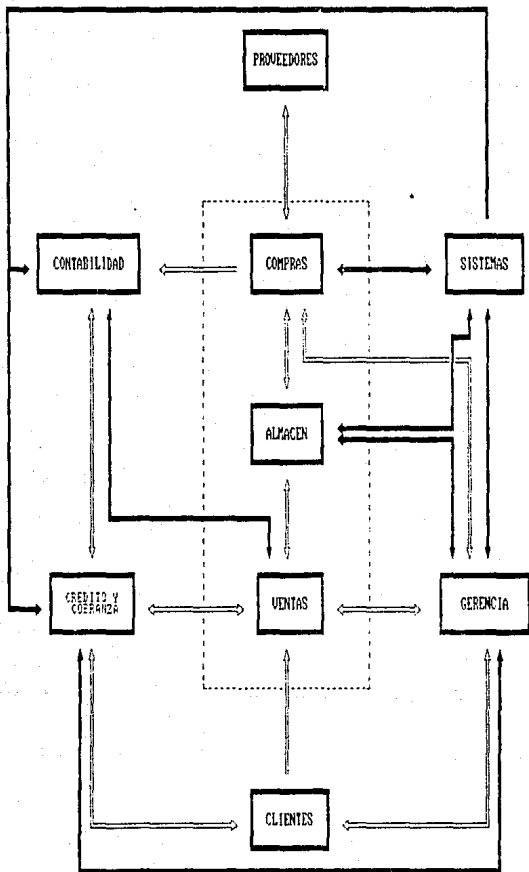 PROVEEDORES
CONTABILIDAD
COMPRAS
SISTEMAS
ALMACEN
CREDITO Y
COBRANZA
VENTAS
GERENCIA
CLIENTES